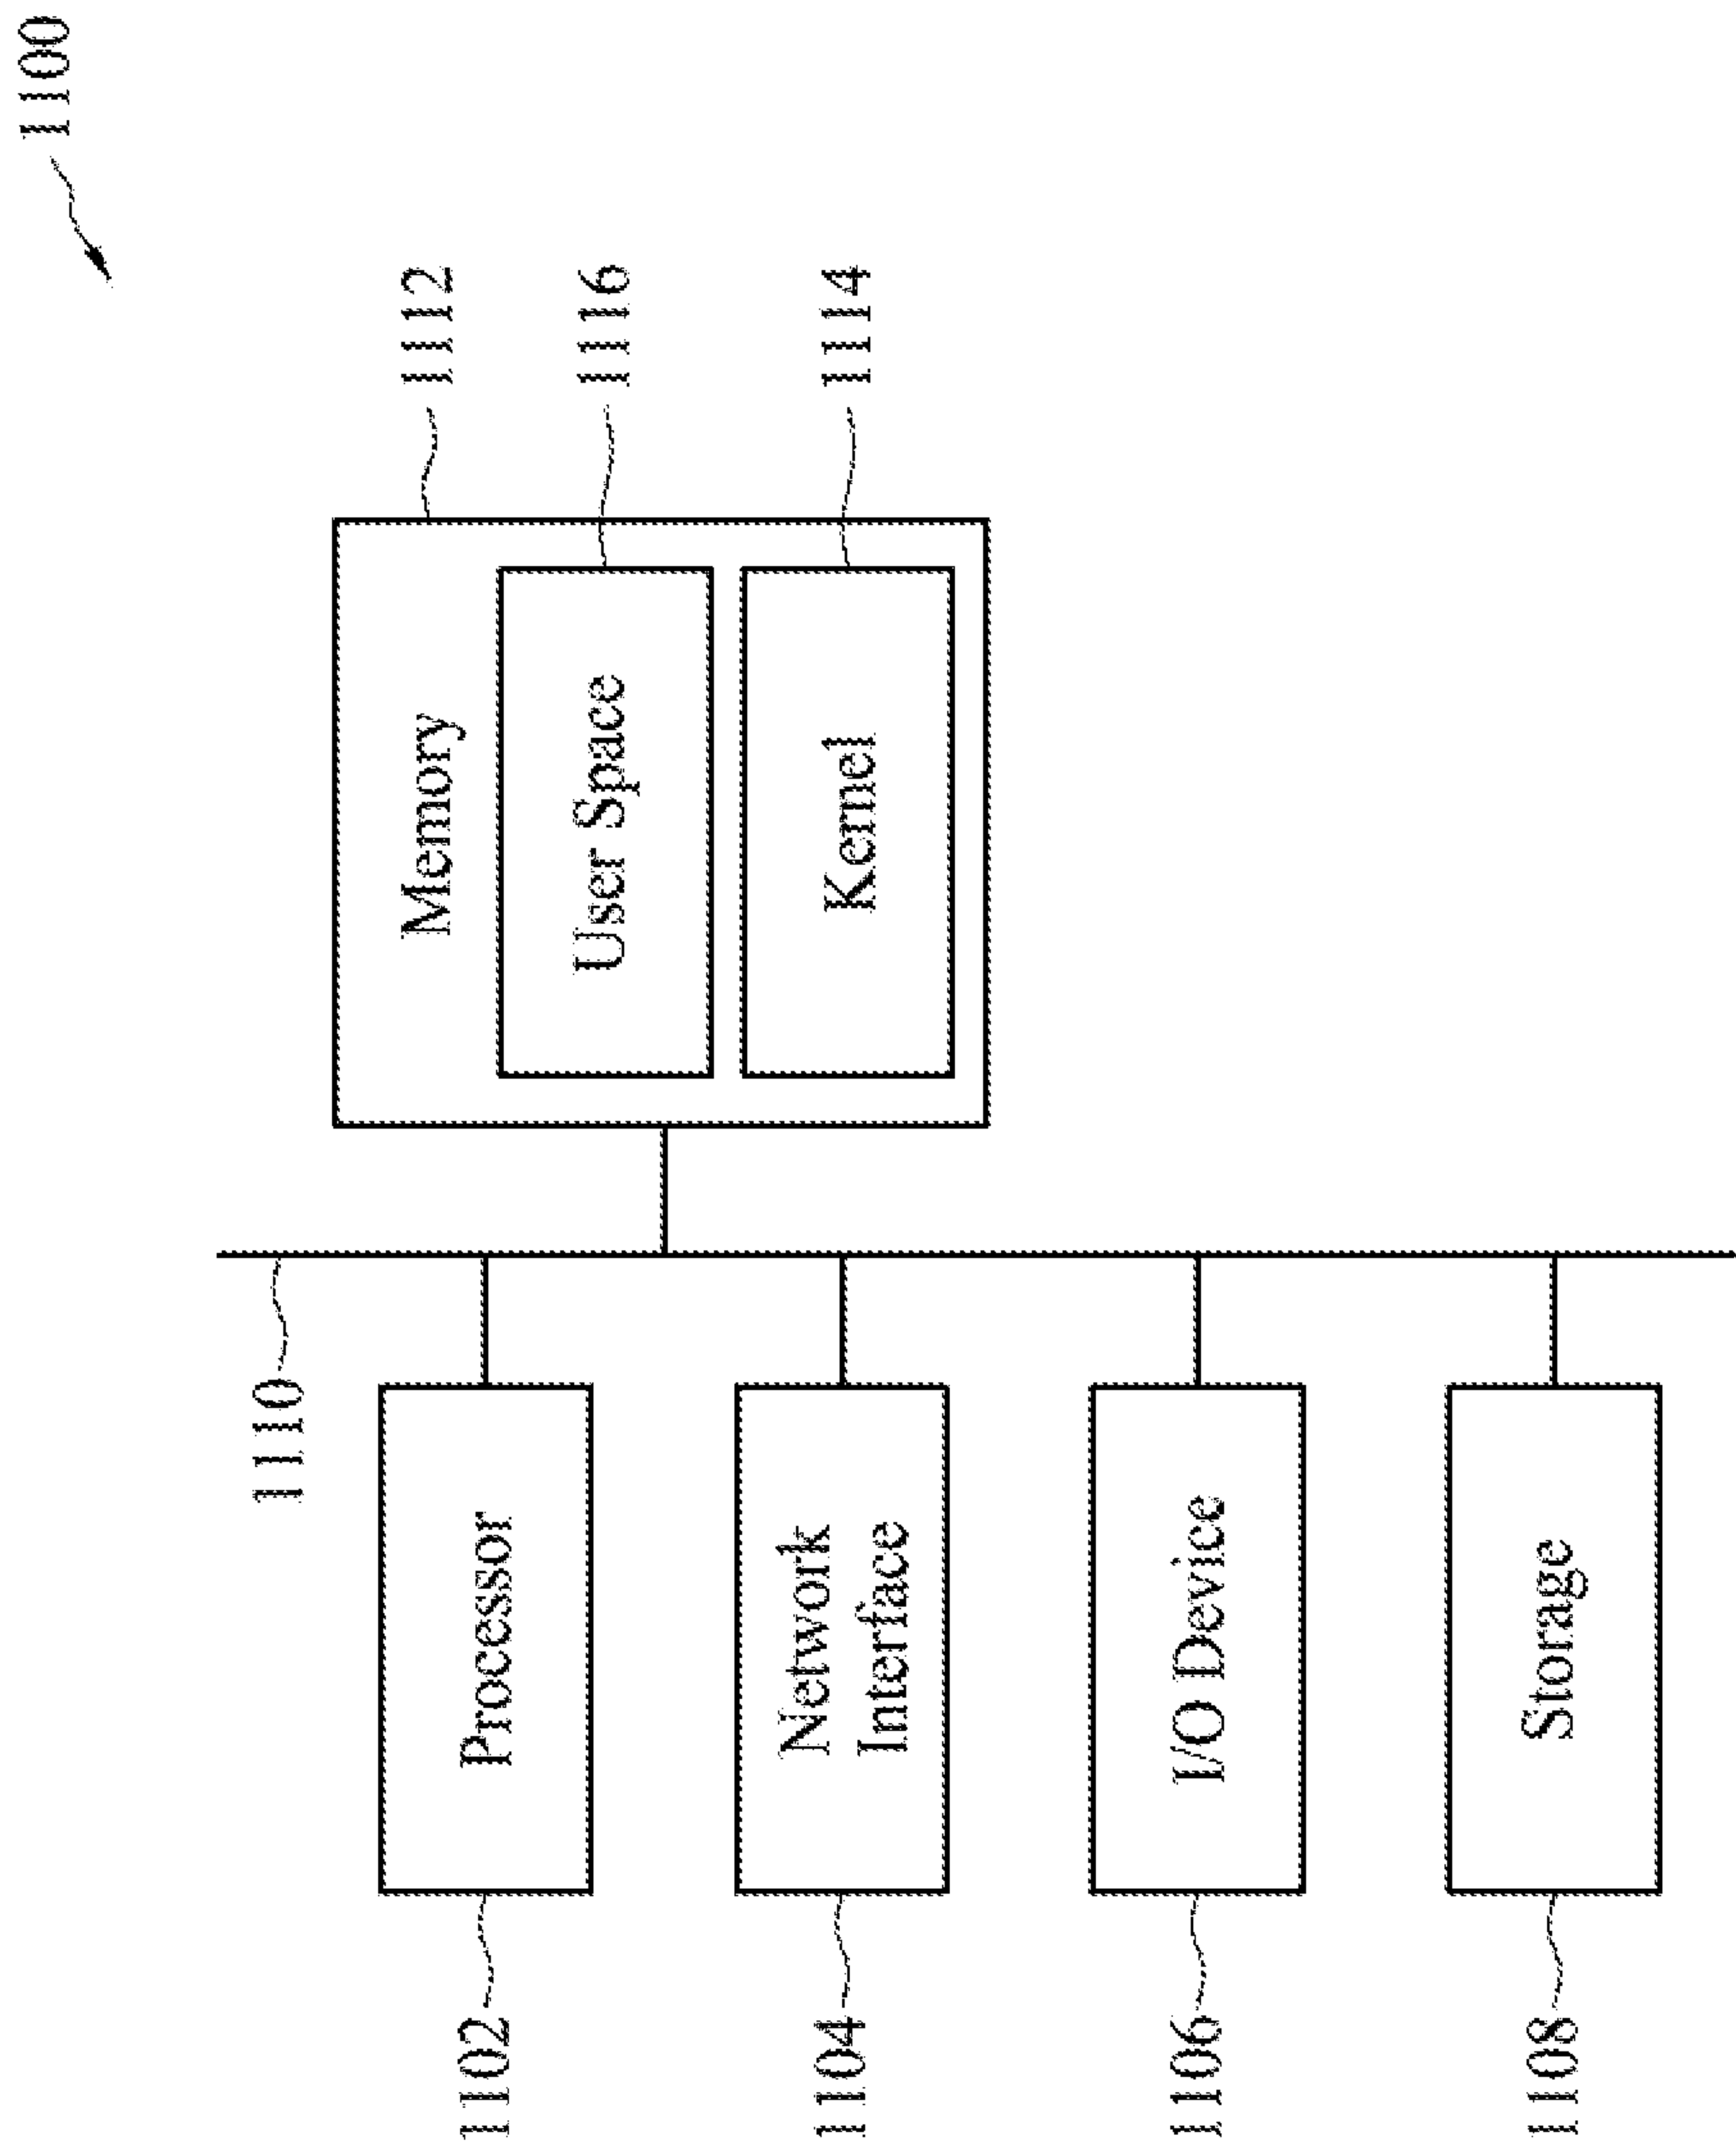 1100
1110
Processor
1102
Network
Interface
1104
I/O Device
1106
Storage
1108
Memory
1112
User Space
1116
Kernel
1114